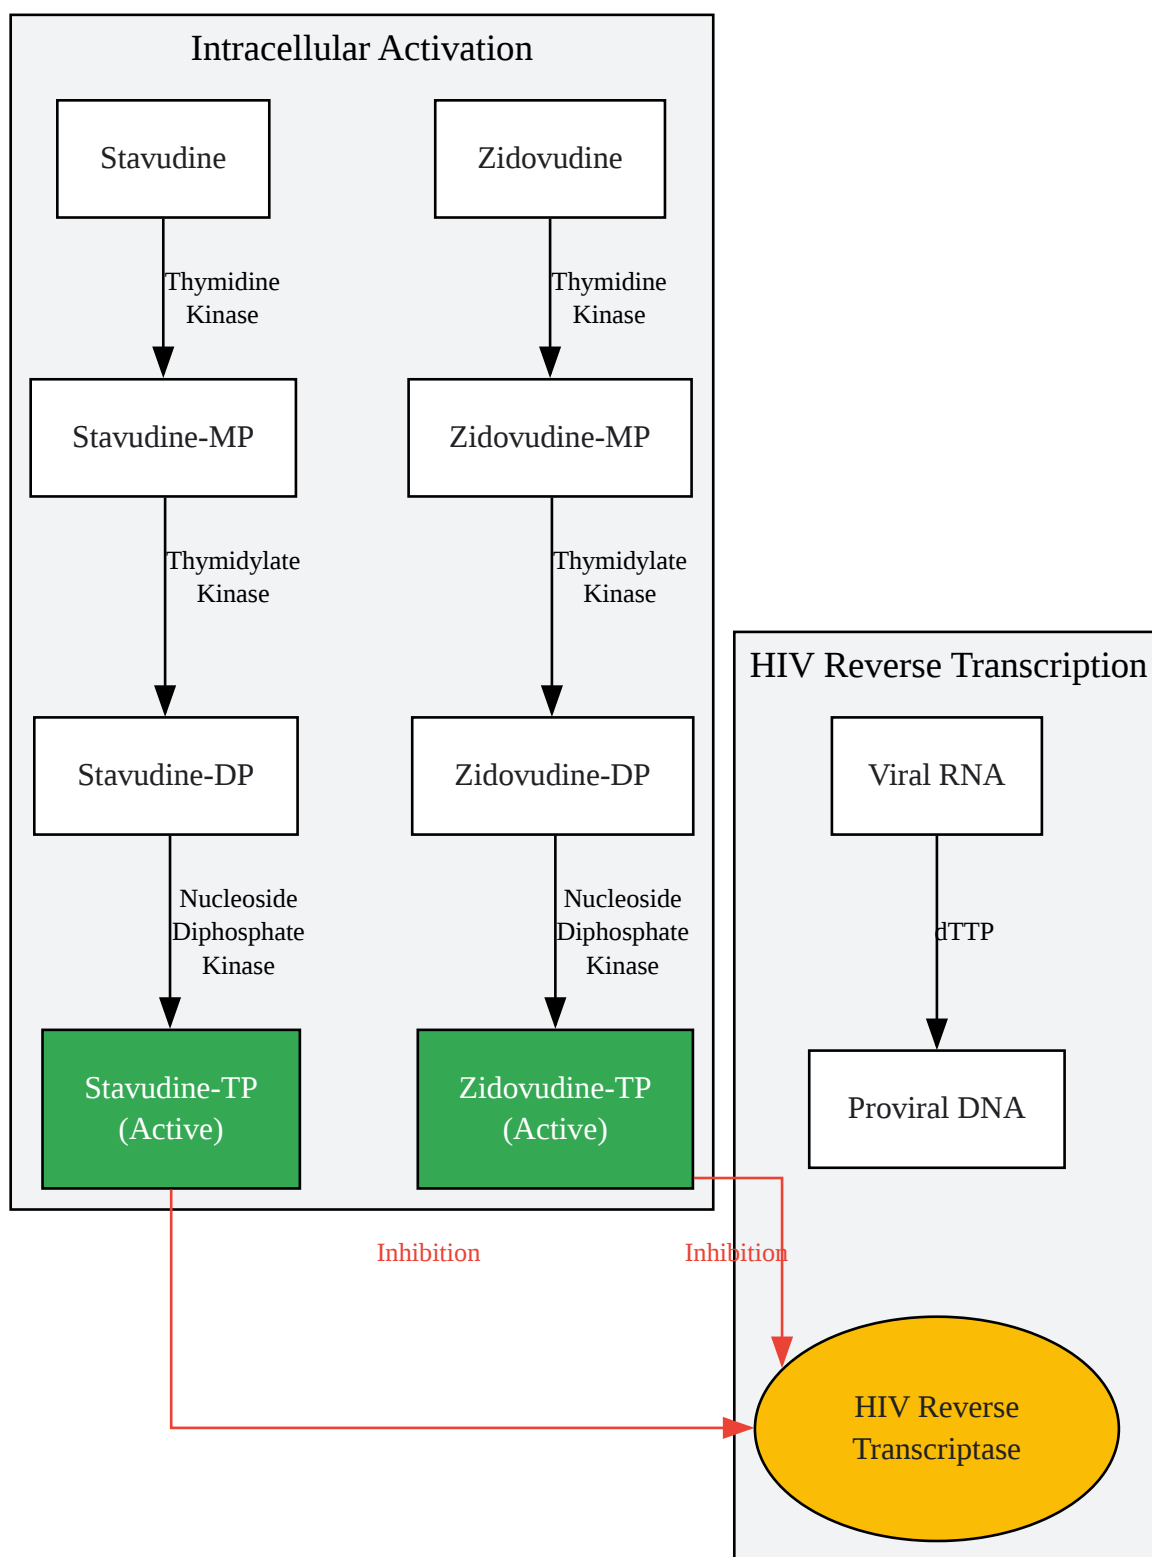 Intracellular Activation
Stavudine
Zidovudine
Thymidine
Kinase
Thymidine
Kinase
Stavudine-MP
Zidovudine-MP
Thymidylate
Kinase
Thymidylate
Kinase
HIV Reverse Transcription
Stavudine-DP
Zidovudine-DP
Viral RNA
Nucleoside
Diphosphate
Kinase
Nucleoside
Diphosphate
Kinase
dTTP
Stavudine-TP
(Active)
Zidovudine-TP
(Active)
Proviral DNA
Inhibition
Inhibition
HIV Reverse
Transcriptase